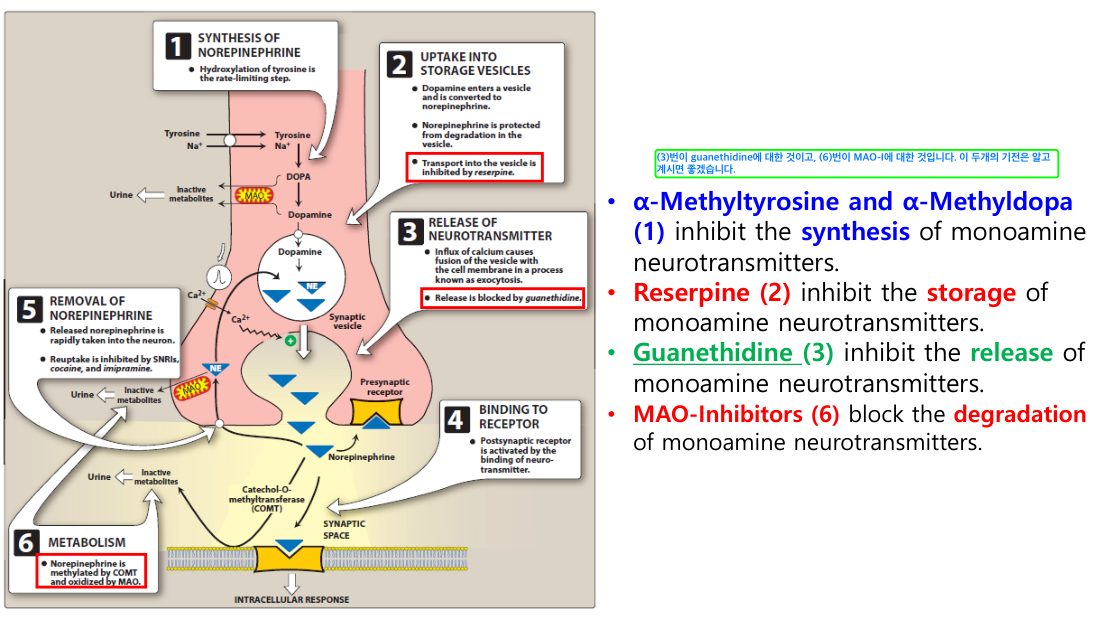 1 SYNTHESIS OF
NOREPINEPHRINE
● Hydroxylation of tyrosine is
the rate-limiting step.
2 UPTAKE INTO
STORAGE VESICLES
● Dopamine enters a vesicle
and is converted to
norepinephrine.
● Norepinephrine is protected
from degradation in the
vesicle.
● Transport into the vesicle is
inhibited by reserpine.
Tyrosine
Na⁺
Tyrosine
Na⁺
DOPA
MAO
Inactive
metabolites
Urine
Dopamine
Dopamine
NE
Synaptic
vesicle
Ca²⁺
Ca²⁺
+
3 RELEASE OF
NEUROTRANSMITTER
● Influx of calcium causes
fusion of the vesicle with
the cell membrane in a process
known as exocytosis.
● Release is blocked by guanethidine.
5 REMOVAL OF
NOREPINEPHRINE
● Released norepinephrine is
rapidly taken into the neuron.
● Reuptake is inhibited by SNRIs,
cocaine, and imipramine.
NE
MAO
Urine
Inactive
metabolites
Presynaptic
receptor
Norepinephrine
4 BINDING TO
RECEPTOR
● Postsynaptic receptor
is activated by the
binding of neuro-
transmitter.
Urine
Inactive
metabolites
Catechol-O-
methyltransferase
(COMT)
SYNAPTIC
SPACE
6 METABOLISM
● Norepinephrine is
methylated by COMT
and oxidized by MAO.
INTRACELLULAR RESPONSE
(3)번이 guanethidine에 대한 것이고, (6)번이 MAO-I에 대한 것입니다. 이 두개의 기전은 알고
계시면 좋겠습니다.
• α-Methyltyrosine and α-Methyldopa
(1) inhibit the synthesis of monoamine
neurotransmitters.
• Reserpine (2) inhibit the storage of
monoamine neurotransmitters.
• Guanethidine (3) inhibit the release of
monoamine neurotransmitters.
• MAO-Inhibitors (6) block the degradation
of monoamine neurotransmitters.